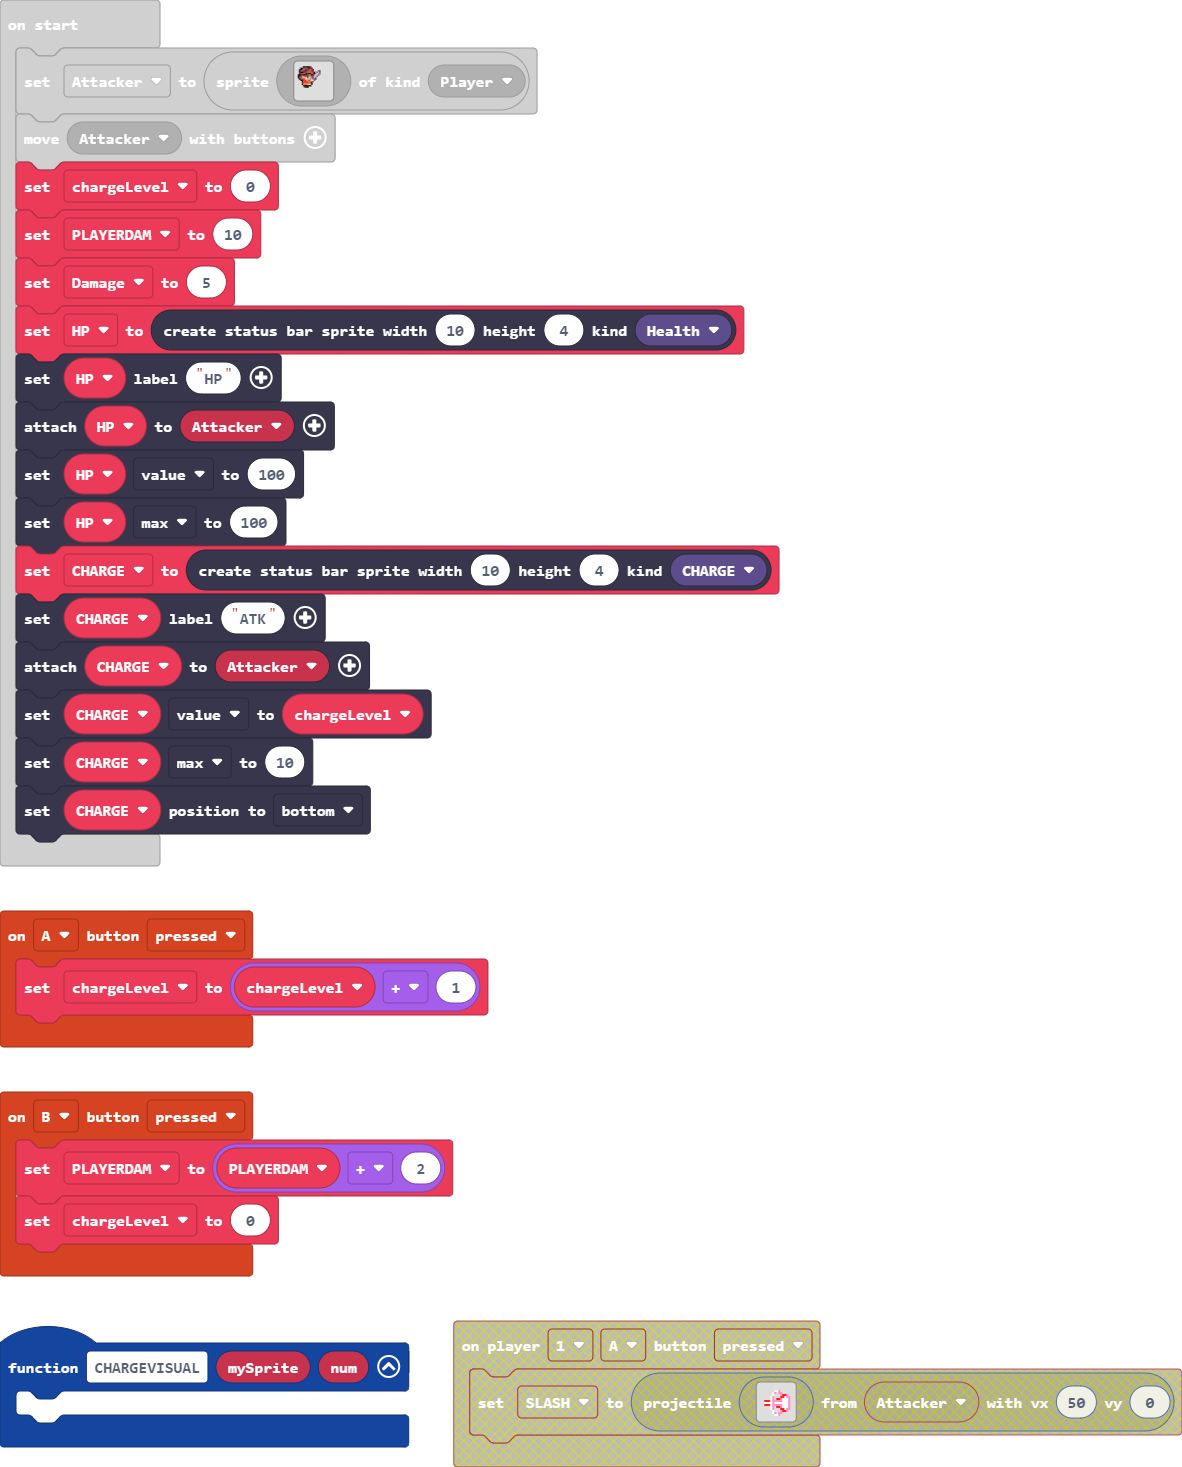 on start
set Attacker to sprite of kind Player
move Attacker with buttons
set chargeLevel to 0
set PLAYERDAM to 10
set Damage to 5
set HP to create status bar sprite width 10 height 4 kind Health
set HP label "HP"
attach HP to Attacker
set HP value to 100
set HP max to 100
set CHARGE to create status bar sprite width 10 height 4 kind CHARGE
set CHARGE label "ATK"
attach CHARGE to Attacker
set CHARGE value to chargeLevel
set CHARGE max to 10
set CHARGE position to bottom
on A button pressed
set chargeLevel to chargeLevel + 1
on B button pressed
set PLAYERDAM to PLAYERDAM + 2
set chargeLevel to 0
function CHARGEVISUAL mySprite num
on player 1 A button pressed
set SLASH to projectile from Attacker with vx 50 vy 0